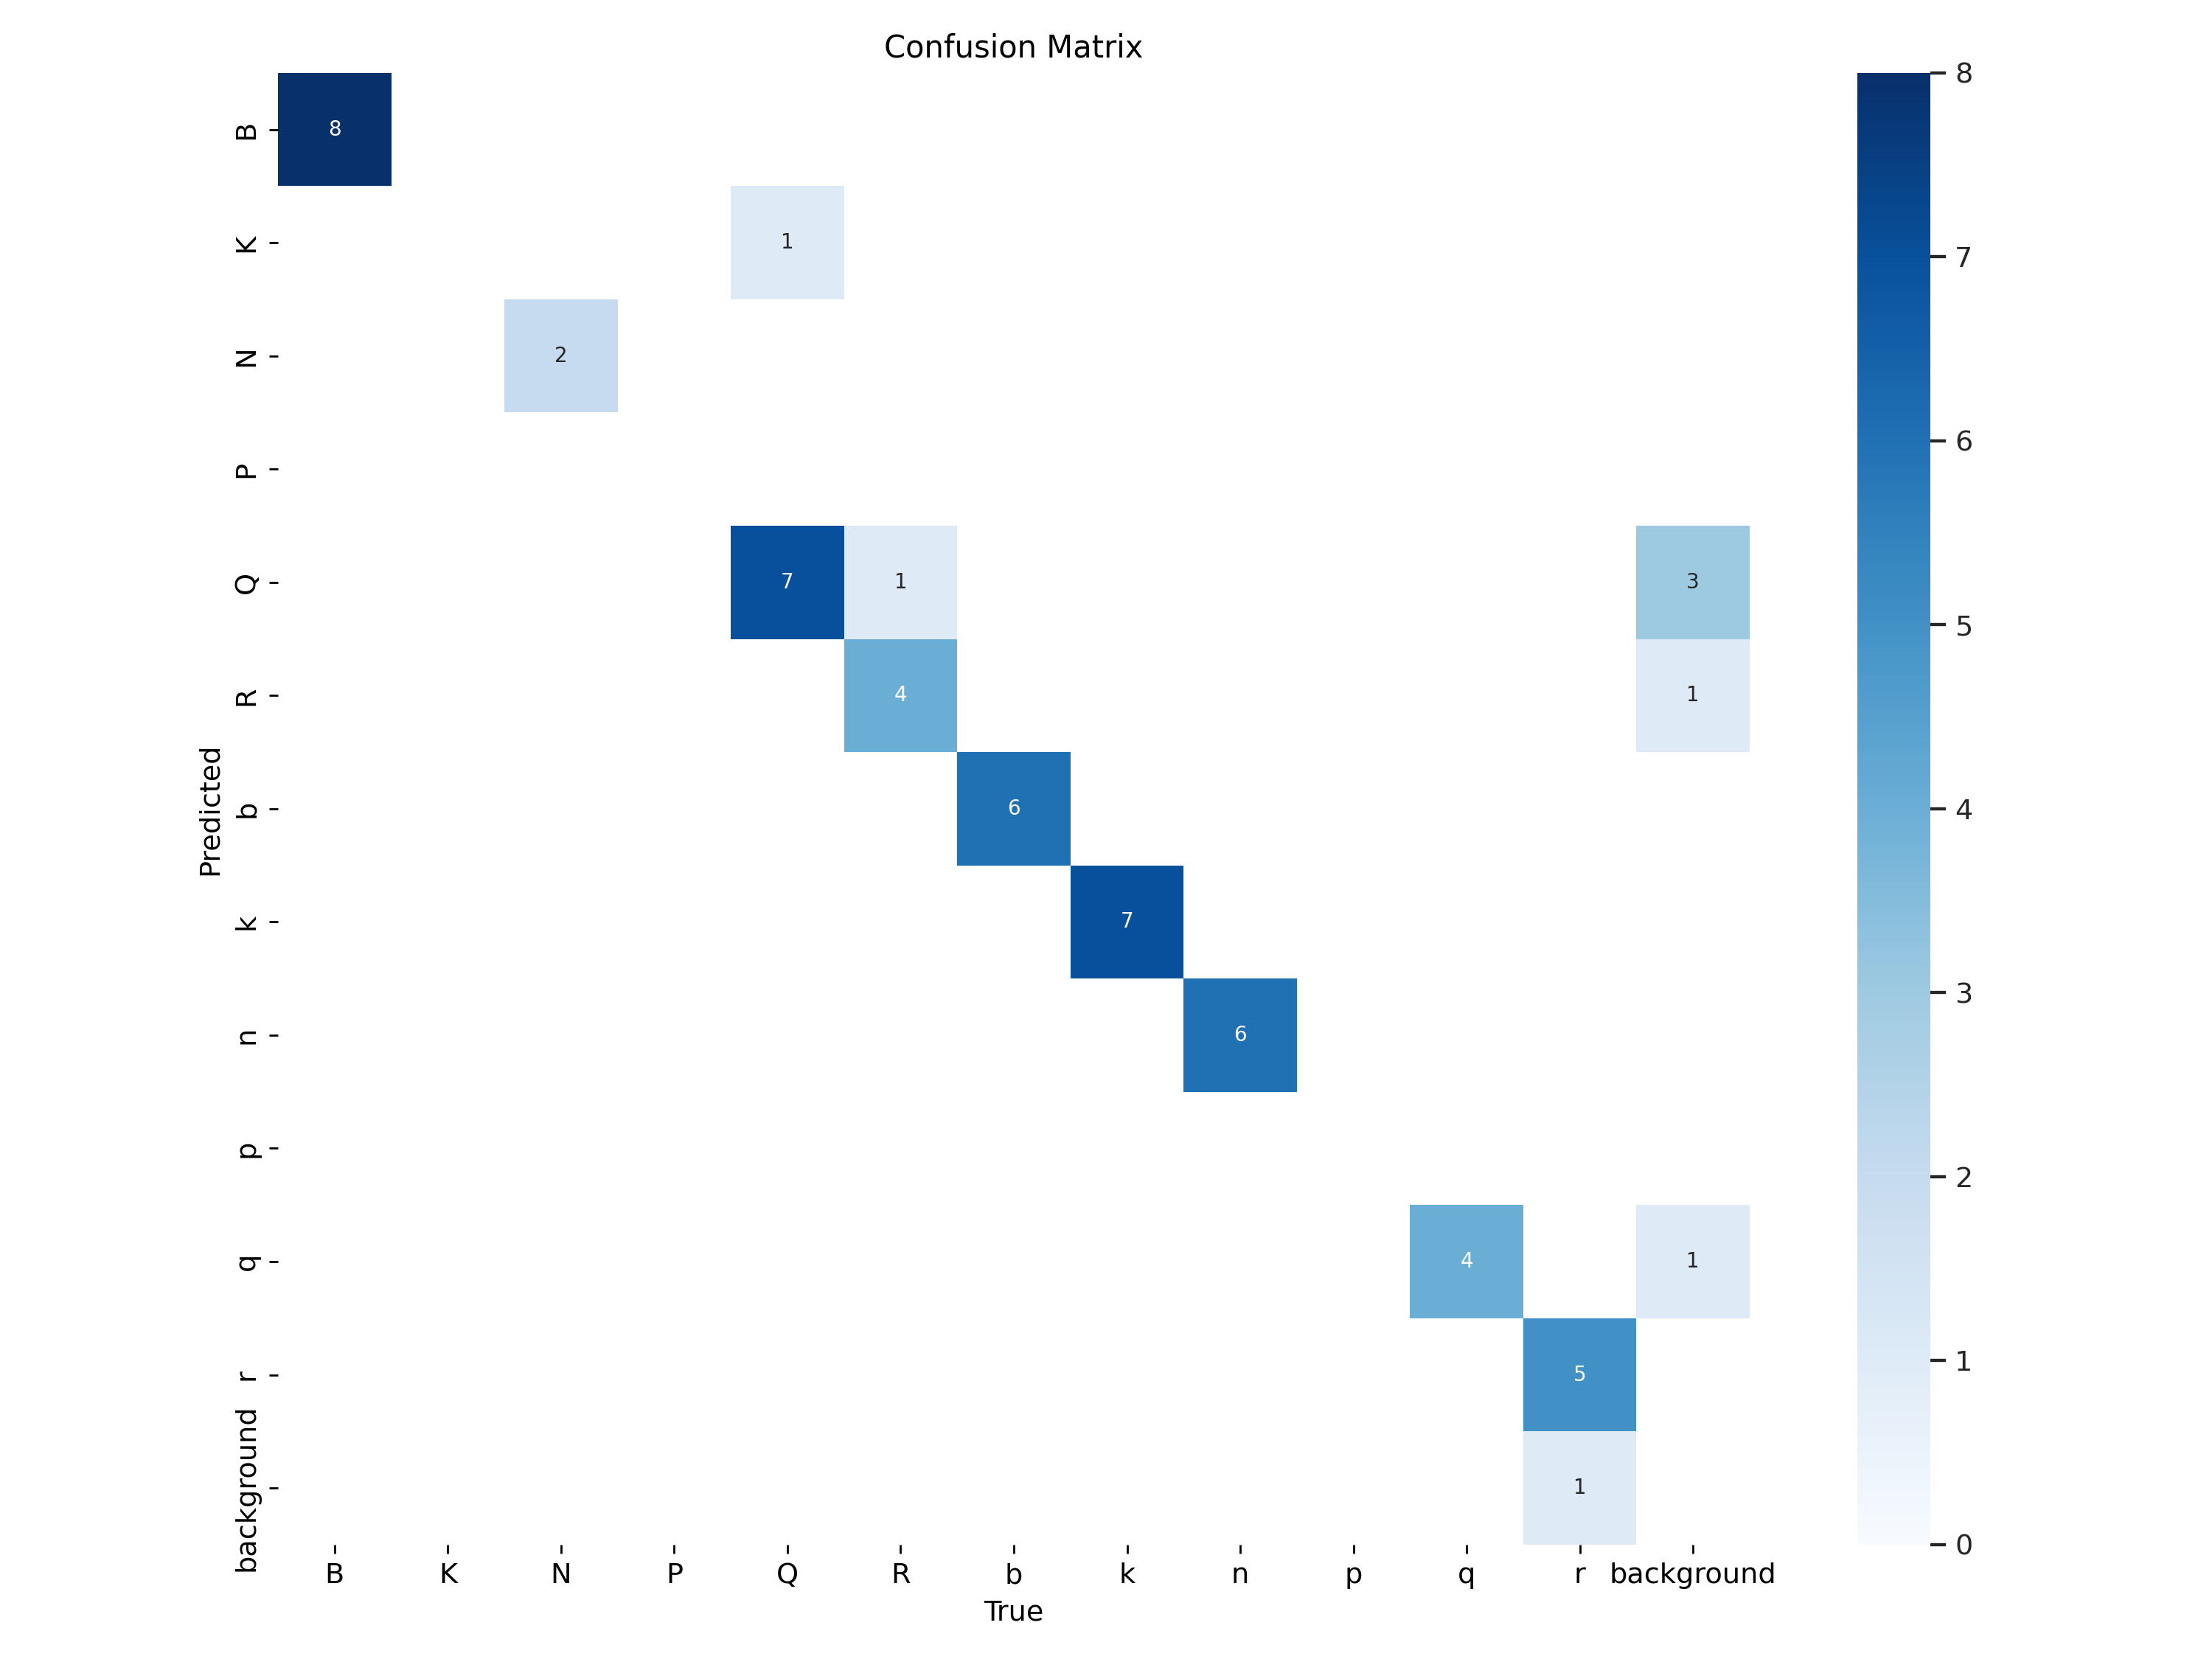 Confusion Matrix
B 8
K 1
N 2
P
Q 7 1 3
R 4 1
b 6
k 7
n 6
p
q 4 1
r 5
background 1
B K N P Q R b k n p q r background
True
Predicted
8
7
6
5
4
3
2
1
0